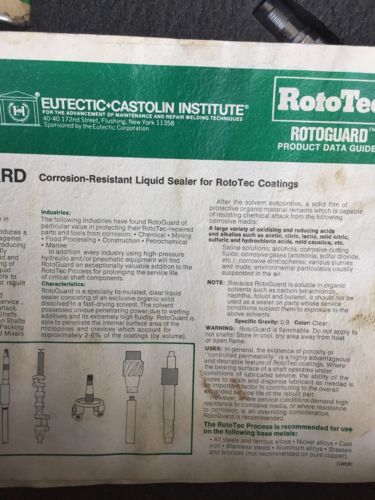 EUTECTIC+CASTOLIN INSTITUTE®
FOR THE ADVANCEMENT OF MAINTENANCE AND REPAIR WELDING TECHNIQUES
40-40 172nd Street, Flushing, New York 11358
Sponsored by the Eutectic Corporation
RotoTec
ROTOGUARD™
PRODUCT DATA GUIDE
ARD Corrosion-Resistant Liquid Sealer for RotoTec Coatings
Industries:
The following industries have found RotoGuard of
particular value in protecting their RotoTec-repaired
parts and tools from corrosion: • Chemical • Mining
• Food Processing • Construction • Petrochemical
In addition, every industry using high-pressure
hydraulic and/or pneumatic equipment will find
RotoGuard an exceptionally valuable addition to the
RotoTec Process for prolonging the service life
of critical shaft areas.
Characteristics:
RotoGuard is a specially formulated, clear liquid
sealer consisting of an exclusive organic solid
dissolved in a fast-drying solvent. The solvent
possesses unique penetrating power due to wetting
additives and its extremely high fluidity. RotoGuard is
able to penetrate the internal surface area of the
micropores and crevices which account for
approximately 2-6% of the coatings (by volume).
After the solvent evaporates, a solid film of
protective organic material remains which is capable
of resisting chemical attack from the following
corrosive media:
A large variety of oxidizing and reducing acids
and alkalies such as acetic, citric, lactic, mild nitric,
sulfuric and hydrochloric acids, mild caustics, etc.
Saline solutions; alcohols; corrosive cutting
fluids; corrosive gases (ammonia, sulfur dioxide,
etc.); corrosive atmospheres; various slurries
and muds; environmental particulates usually
suspended in the air.
NOTE: Because RotoGuard is soluble in organic
solvents such as carbon tetrachloride,
naphtha, toluol and butanol, it should not be
used as a sealer on parts whose service
conditions subject them to exposure to the
above solvents.
Specific Gravity: 0.9 Color: Clear
WARNING: RotoGuard is flammable. Do not apply to
hot shafts! Store in cool, dry area away from heat
or open flame.
USES: In general, the existence of porosity or
"controlled permeability" is a highly advantageous
and desirable feature of RotoTec coatings. Where
the bearing surface of a shaft operates under
conditions of lubricated service, the ability of the
pores to retain and dispense lubricant as needed is
an important factor in contributing to the overall
expanded service life of the rebuilt part.
However, where service conditions demand high
resistance to corrosive media, or where resistance
to corrosion is an overriding consideration,
RotoGuard is recommended.
The RotoTec Process is recommended for use
on the following base metals:
• All steels and ferrous alloys • Nickel alloys • Cast
iron • Stainless steels • Aluminum alloys • Brasses
and bronzes (not recommended on pure copper).
(OVER)